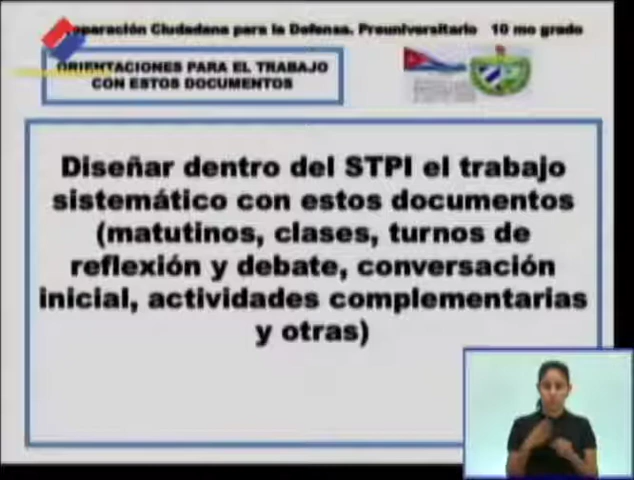 Preparación Ciudadana para la Defensa. Preuniversitario 10 mo grado
ORIENTACIONES PARA EL TRABAJO
CON ESTOS DOCUMENTOS
Diseñar dentro del STPI el trabajo
sistemático con estos documentos
(matutinos, clases, turnos de
reflexión y debate, conversación
inicial, actividades complementarias
y otras)